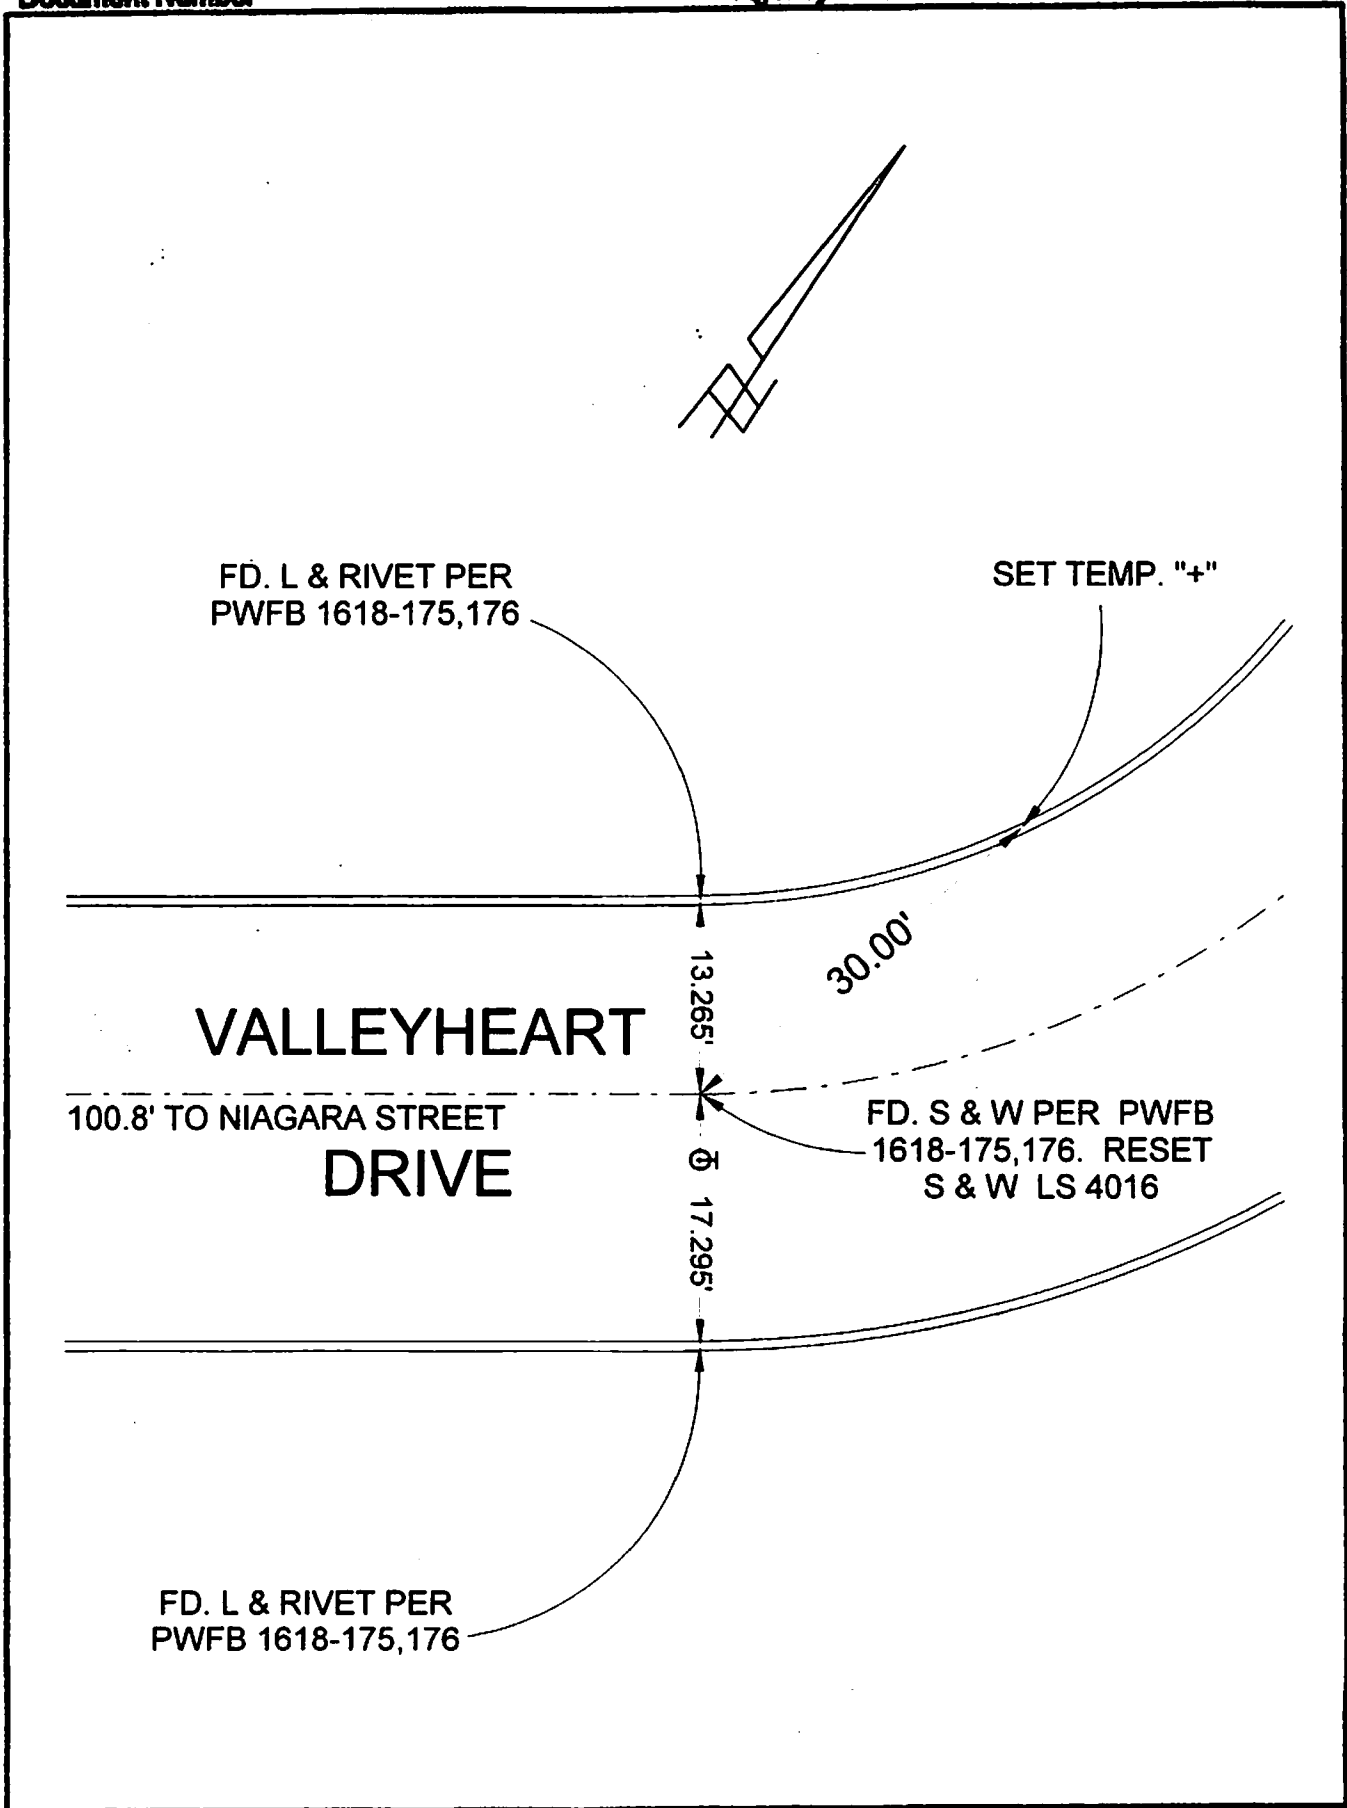 Document Number
FD. L & RIVET PER
PWFB 1618-175,176
SET TEMP. "+"
13.265'
30.00'
VALLEYHEART
100.8' TO NIAGARA STREET
DRIVE
FD. S & W PER PWFB
1618-175,176. RESET
S & W LS 4016
17.295'
FD. L & RIVET PER
PWFB 1618-175,176